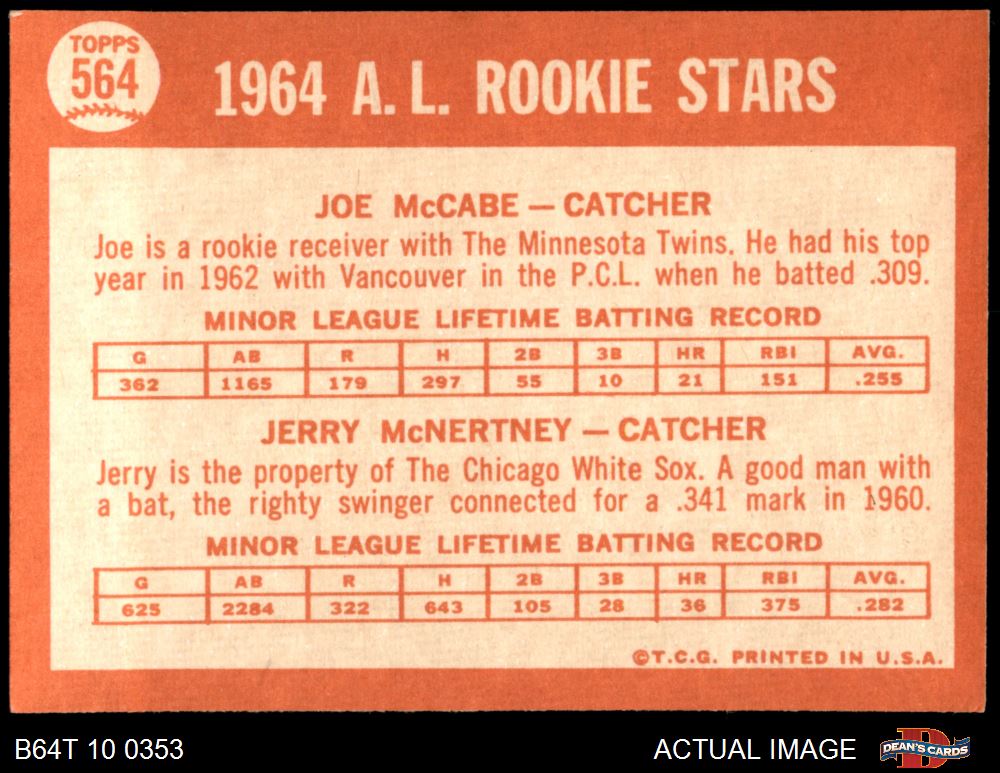 TOPPS
564
1964 A. L. ROOKIE STARS
JOE McCABE — CATCHER
Joe is a rookie receiver with The Minnesota Twins. He had his top
year in 1962 with Vancouver in the P.C.L. when he batted .309.
MINOR LEAGUE LIFETIME BATTING RECORD
G AB R H 2B 3B HR RBI AVG.
362 1165 179 297 55 10 21 151 .255
JERRY McNERTNEY — CATCHER
Jerry is the property of The Chicago White Sox. A good man with
a bat, the righty swinger connected for a .341 mark in 1960.
MINOR LEAGUE LIFETIME BATTING RECORD
G AB R H 2B 3B HR RBI AVG.
625 2284 322 643 105 28 36 375 .282
©T.C.G. PRINTED IN U.S.A.
B64T 10 0353 ACTUAL IMAGE DEAN'S CARDS